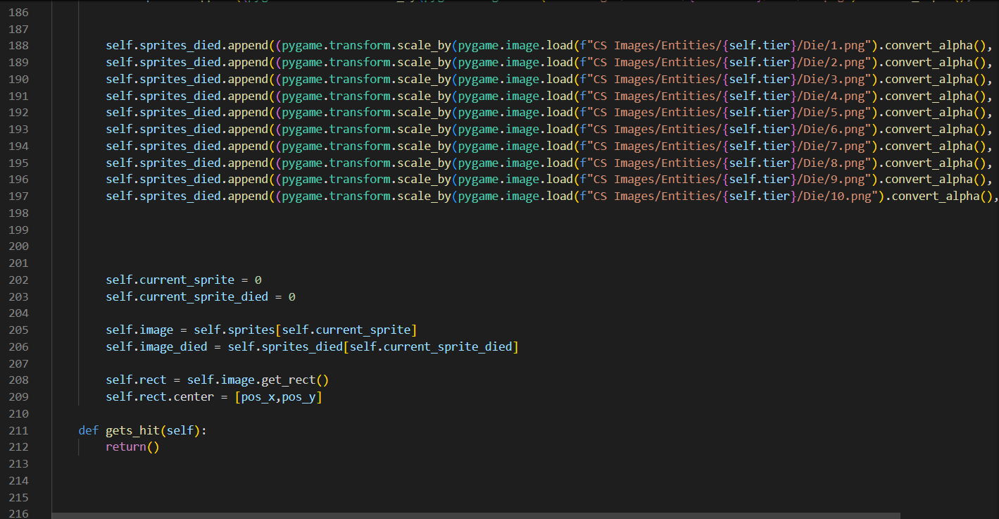 186
187
188 self.sprites_died.append((pygame.transform.scale_by(pygame.image.load(f"CS Images/Entities/{self.tier}/Die/1.png").convert_alpha(),
189 self.sprites_died.append((pygame.transform.scale_by(pygame.image.load(f"CS Images/Entities/{self.tier}/Die/2.png").convert_alpha(),
190 self.sprites_died.append((pygame.transform.scale_by(pygame.image.load(f"CS Images/Entities/{self.tier}/Die/3.png").convert_alpha(),
191 self.sprites_died.append((pygame.transform.scale_by(pygame.image.load(f"CS Images/Entities/{self.tier}/Die/4.png").convert_alpha(),
192 self.sprites_died.append((pygame.transform.scale_by(pygame.image.load(f"CS Images/Entities/{self.tier}/Die/5.png").convert_alpha(),
193 self.sprites_died.append((pygame.transform.scale_by(pygame.image.load(f"CS Images/Entities/{self.tier}/Die/6.png").convert_alpha(),
194 self.sprites_died.append((pygame.transform.scale_by(pygame.image.load(f"CS Images/Entities/{self.tier}/Die/7.png").convert_alpha(),
195 self.sprites_died.append((pygame.transform.scale_by(pygame.image.load(f"CS Images/Entities/{self.tier}/Die/8.png").convert_alpha(),
196 self.sprites_died.append((pygame.transform.scale_by(pygame.image.load(f"CS Images/Entities/{self.tier}/Die/9.png").convert_alpha(),
197 self.sprites_died.append((pygame.transform.scale_by(pygame.image.load(f"CS Images/Entities/{self.tier}/Die/10.png").convert_alpha(),
198
199
200
201
202 self.current_sprite = 0
203 self.current_sprite_died = 0
204
205 self.image = self.sprites[self.current_sprite]
206 self.image_died = self.sprites_died[self.current_sprite_died]
207
208 self.rect = self.image.get_rect()
209 self.rect.center = [pos_x,pos_y]
210
211 def gets_hit(self):
212 return()
213
214
215
216